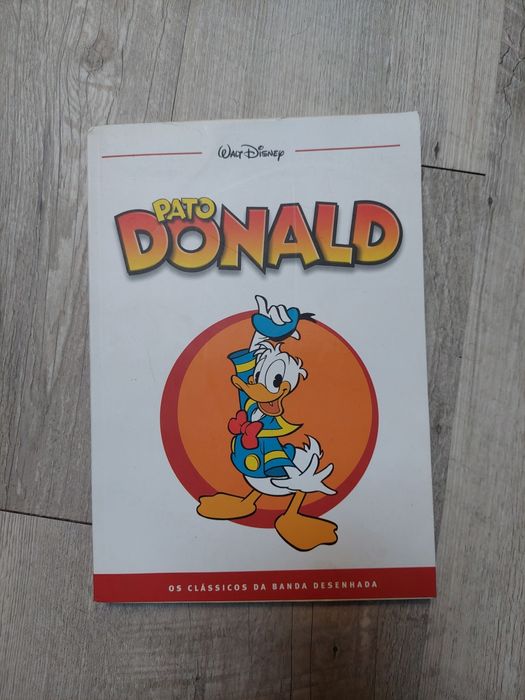 WALT DISNEY
PATO
DONALD
OS CLÁSSICOS DA BANDA DESENHADA